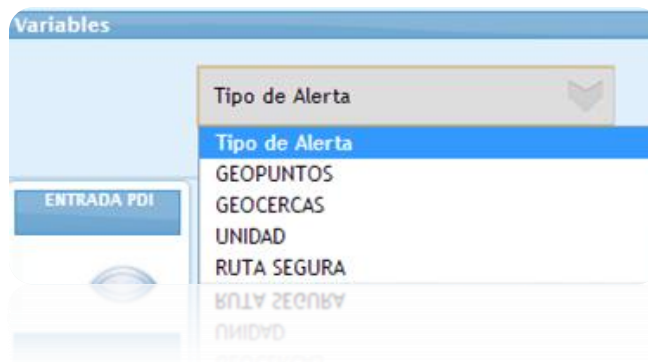 Variables
Tipo de Alerta
Tipo de Alerta
GEOPUNTOS
GEOCERCAS
UNIDAD
RUTA SEGURA
ENTRADA PDI